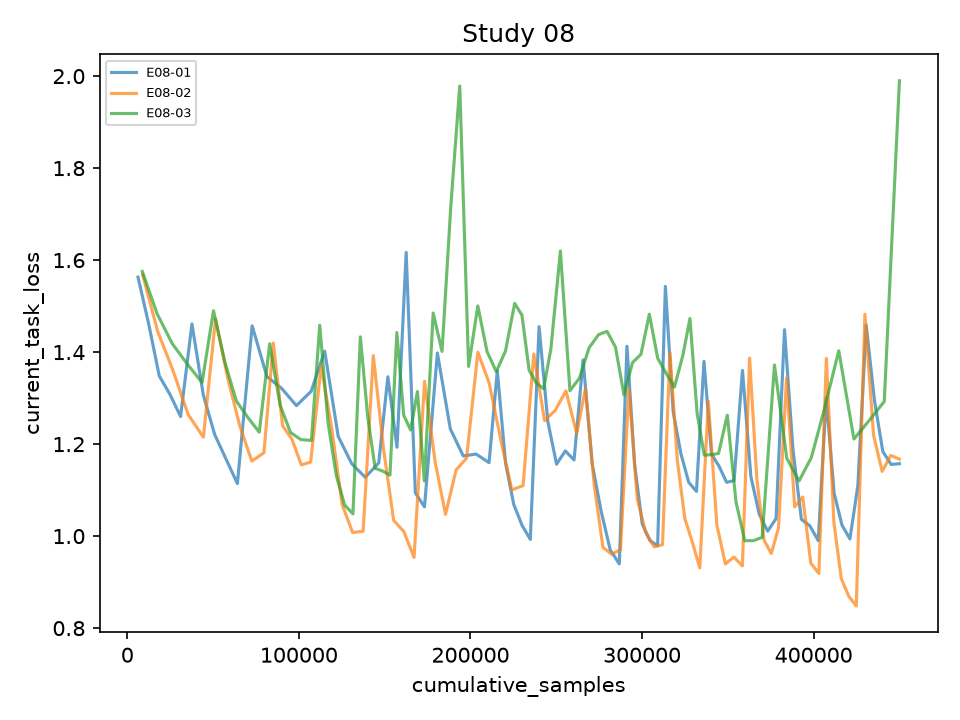 Study 08
E08-01
E08-02
E08-03
2.0
1.8
1.6
1.4
1.2
1.0
0.8
current_task_loss
0
100000
200000
300000
400000
cumulative_samples